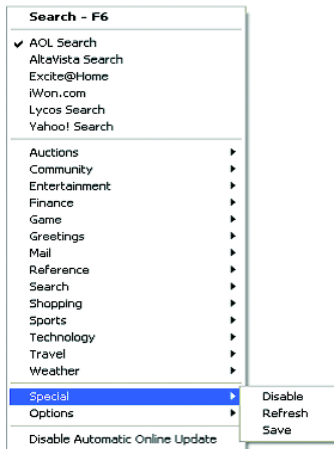 Search - F6
AOL Search
AltaVista Search
Excite@Home
iWon.com
Lycos Search
Yahoo! Search
Auctions
Community
Entertainment
Finance
Game
Greetings
Mail
Reference
Search
Shopping
Sports
Technology
Travel
Weather
Special
Options
Disable Automatic Online Update
Disable
Refresh
Save